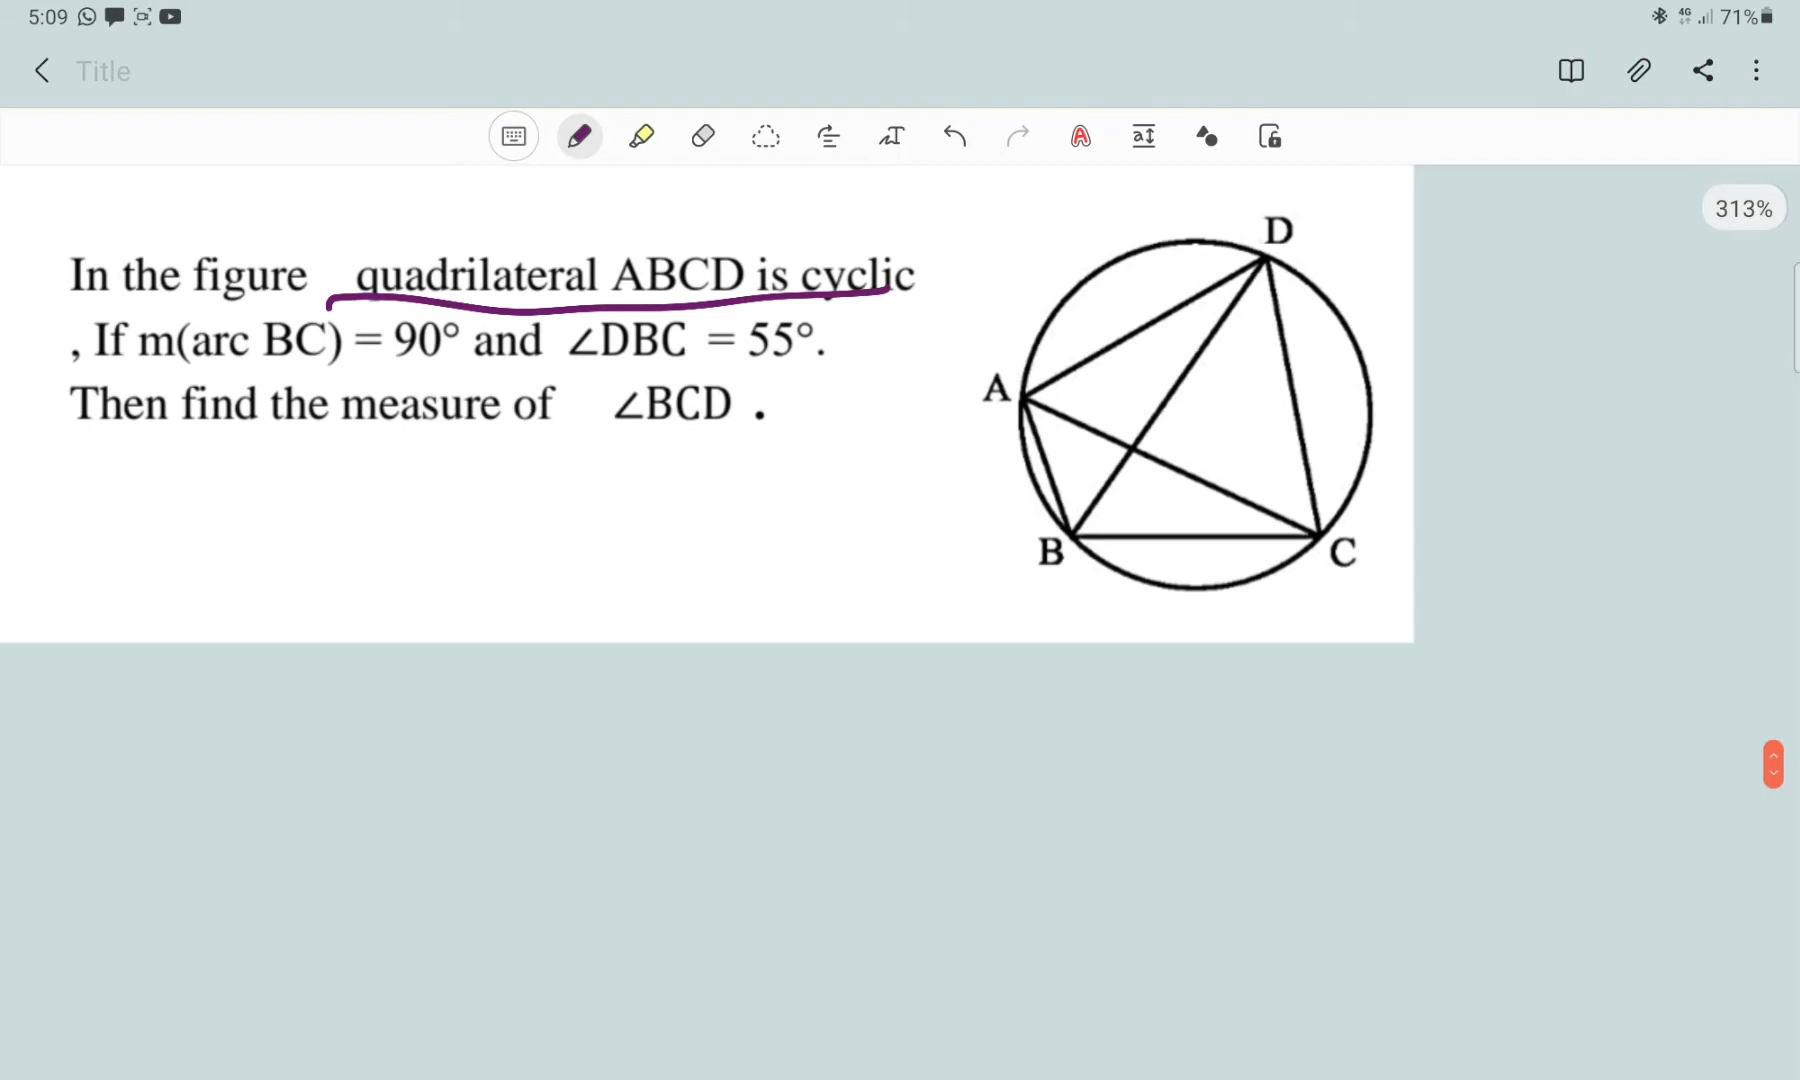 5:09
4G
71%
Title
313%
In the figure quadrilateral ABCD is cyclic
, If m(arc BC) = 90° and ∠DBC = 55°.
Then find the measure of ∠BCD .
D
A
B
C